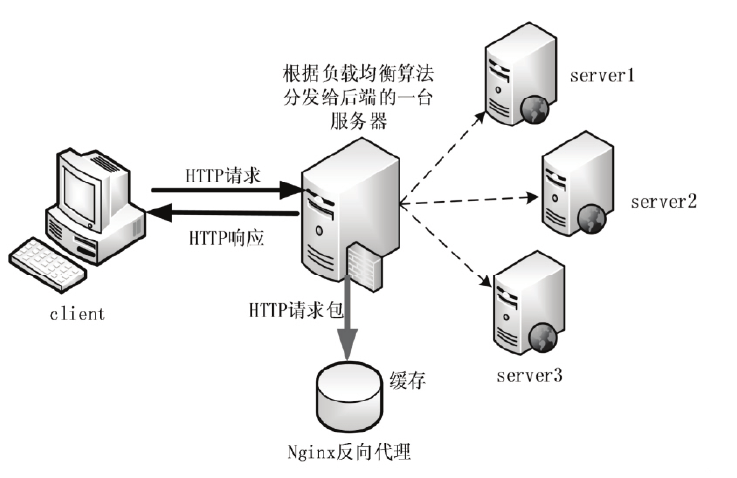 根据负载均衡算法
分发给后端的一台
服务器
server1
HTTP请求
server2
HTTP响应
client
HTTP请求包
server3
缓存
Nginx反向代理